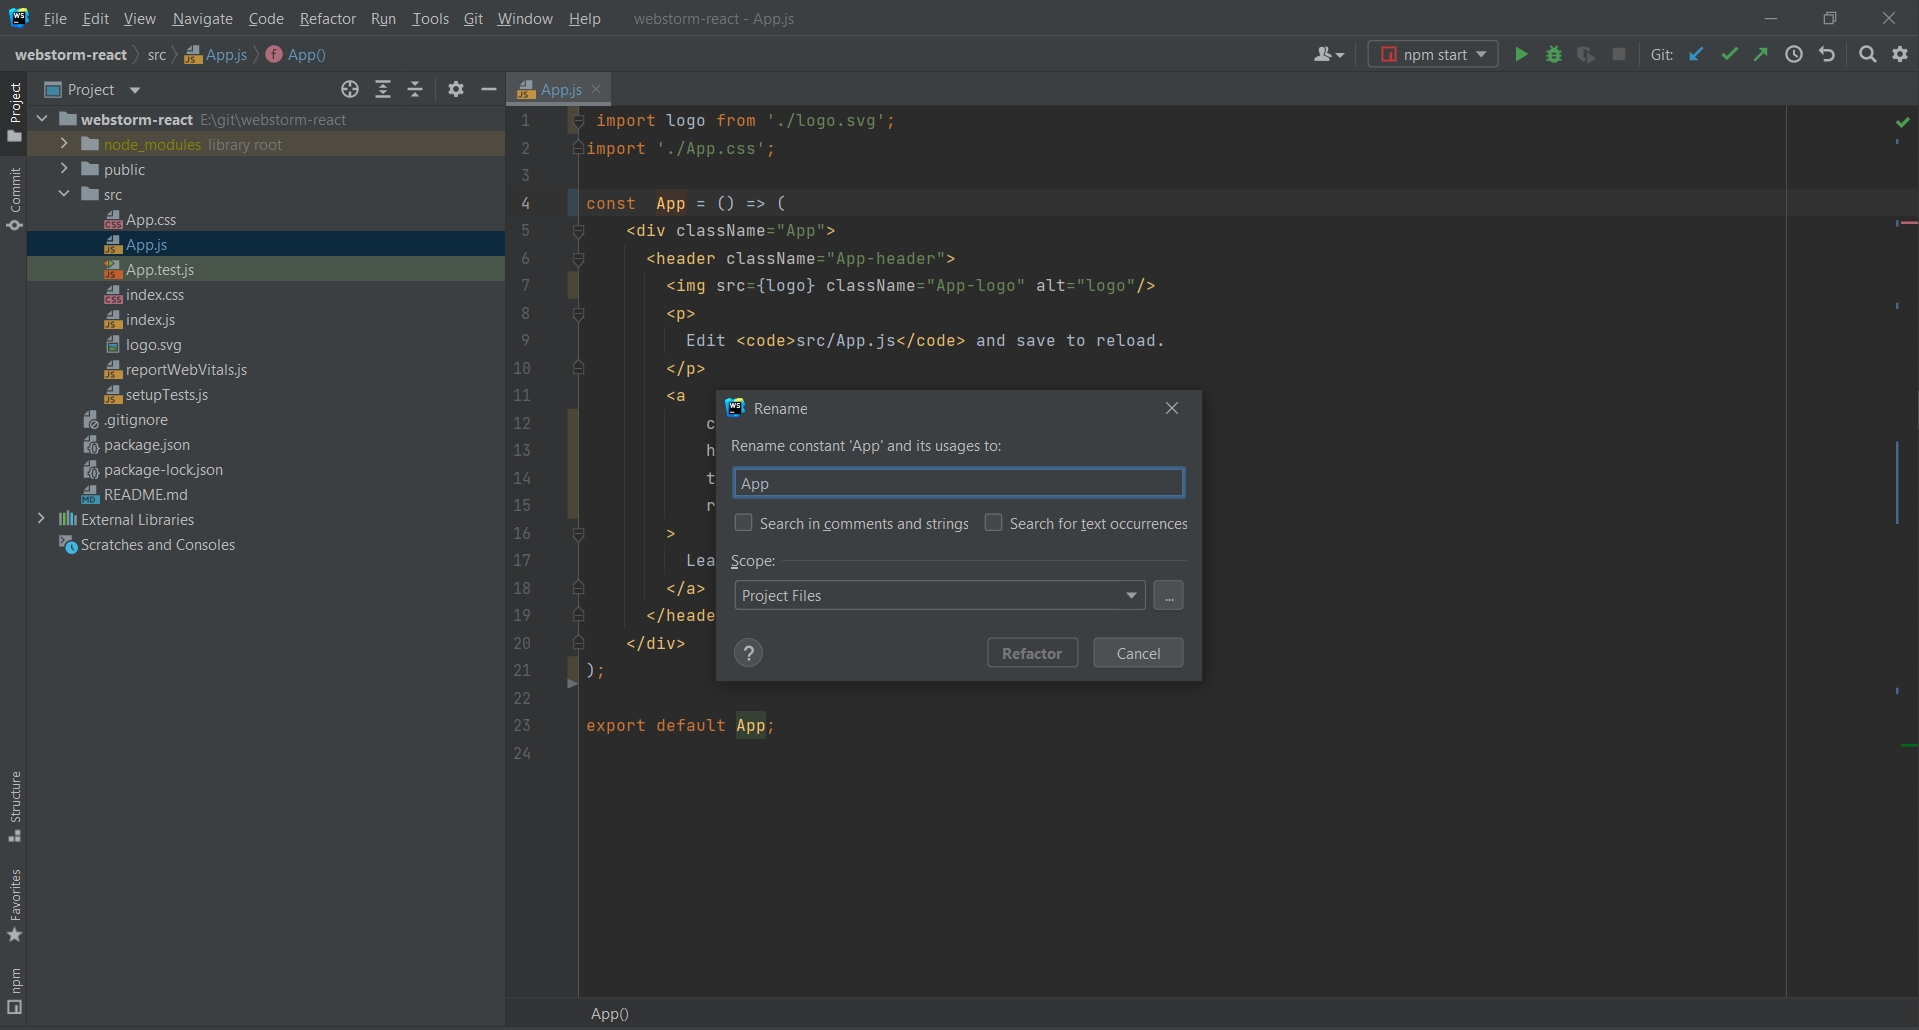 File Edit View Navigate Code Refactor Run Tools Git Window Help webstorm-react - App.js
webstorm-react src App.js App()
npm start Git:
Project
Commit
Structure
Favorites
npm
Project
webstorm-react E:\git\webstorm-react
node_modules library root
public
src
App.css
App.js
App.test.js
index.css
index.js
logo.svg
reportWebVitals.js
setupTests.js
.gitignore
package.json
package-lock.json
README.md
External Libraries
Scratches and Consoles
App.js
1 import logo from './logo.svg';
2 import './App.css';
3
4 const App = () => (
5 <div className="App">
6 <header className="App-header">
7 <img src={logo} className="App-logo" alt="logo"/>
8 <p>
9 Edit <code>src/App.js</code> and save to reload.
10 </p>
11 <a
12 c
13 h
14 t
15 r
16 >
17 Lea
18 </a>
19 </heade
20 </div>
21 );
22
23 export default App;
24
Rename
Rename constant 'App' and its usages to:
App
Search in comments and strings Search for text occurrences
Scope:
Project Files ...
? Refactor Cancel
App()